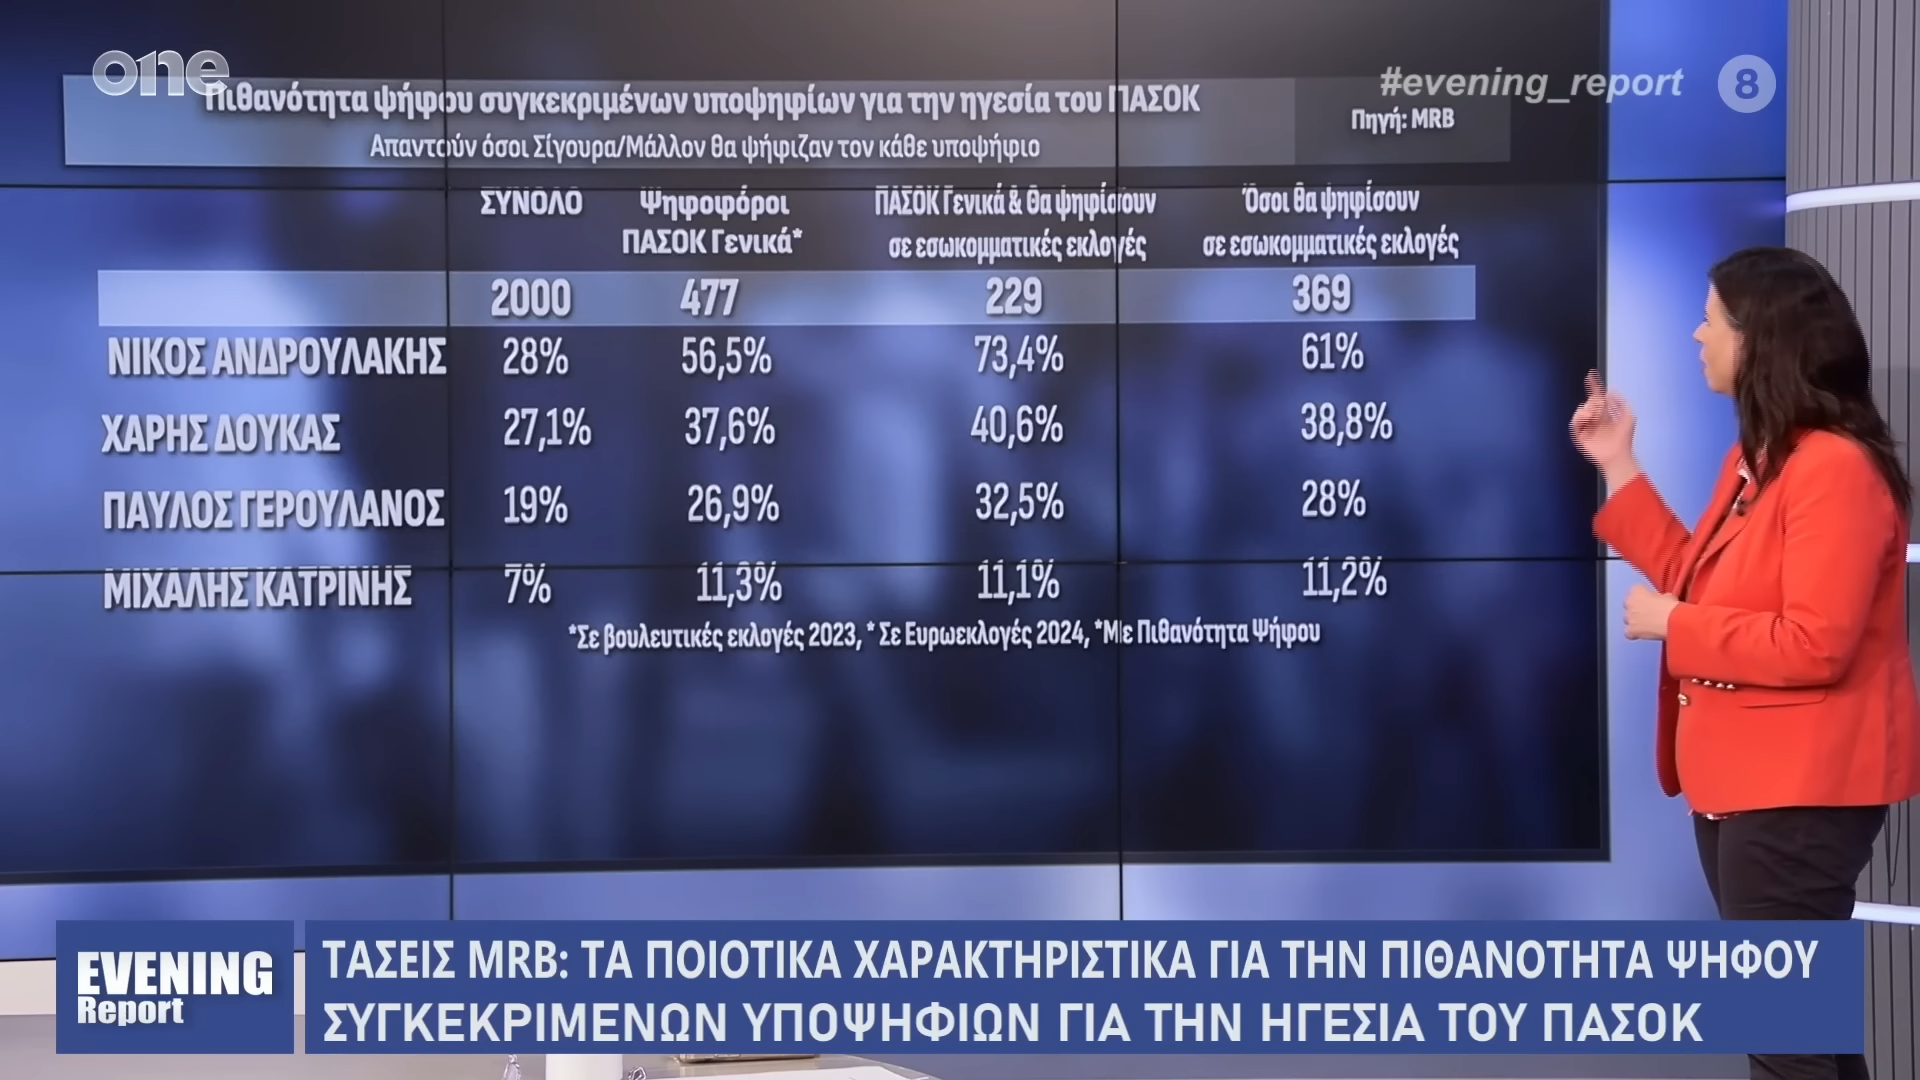 one
#evening_report 8
Πιθανότητα ψήφου συγκεκριμένων υποψηφίων για την ηγεσία του ΠΑΣΟΚ
Πηγή: MRB
Απαντούν όσοι Σίγουρα/Μάλλον θα ψήφιζαν τον κάθε υποψήφιο
ΣΥΝΟΛΟ
Ψηφοφόροι
ΠΑΣΟΚ Γενικά*
ΠΑΣΟΚ Γενικά & Θα ψηφίσουν
σε εσωκομματικές εκλογές
Όσοι θα ψηφίσουν
σε εσωκομματικές εκλογές
2000 477 229 369
ΝΙΚΟΣ ΑΝΔΡΟΥΛΑΚΗΣ 28% 56,5% 73,4% 61%
ΧΑΡΗΣ ΔΟΥΚΑΣ 27,1% 37,6% 40,6% 38,8%
ΠΑΥΛΟΣ ΓΕΡΟΥΛΑΝΟΣ 19% 26,9% 32,5% 28%
ΜΙΧΑΛΗΣ ΚΑΤΡΙΝΗΣ 7% 11,3% 11,1% 11,2%
*Σε βουλευτικές εκλογές 2023, * Σε Ευρωεκλογές 2024, *Με Πιθανότητα Ψήφου
EVENING
Report
ΤΑΣΕΙΣ MRB: ΤΑ ΠΟΙΟΤΙΚΑ ΧΑΡΑΚΤΗΡΙΣΤΙΚΑ ΓΙΑ ΤΗΝ ΠΙΘΑΝΟΤΗΤΑ ΨΗΦΟΥ
ΣΥΓΚΕΚΡΙΜΕΝΩΝ ΥΠΟΨΗΦΙΩΝ ΓΙΑ ΤΗΝ ΗΓΕΣΙΑ ΤΟΥ ΠΑΣΟΚ